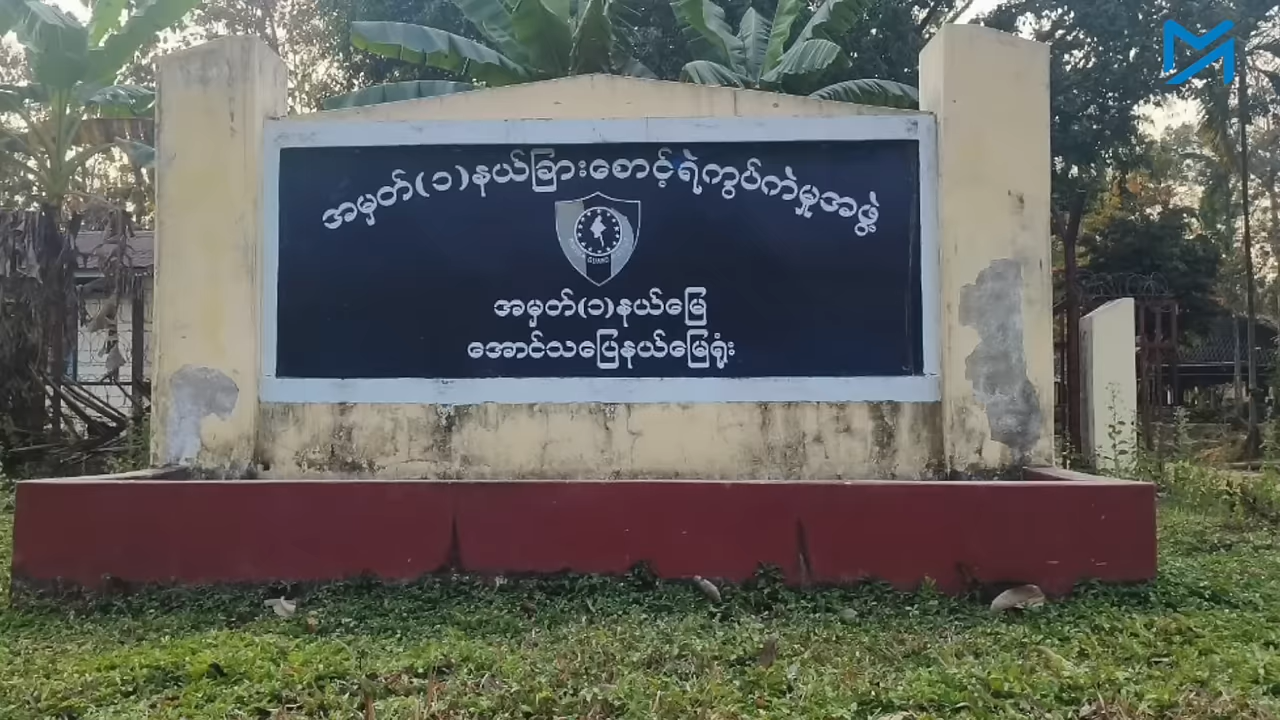 အမှတ်(၁)နယ်ခြားစောင့်ရဲကွပ်ကဲမှုအဖွဲ့
GUARD
အမှတ်(၁)နယ်မြေ
အောင်သပြေနယ်မြေရုံး